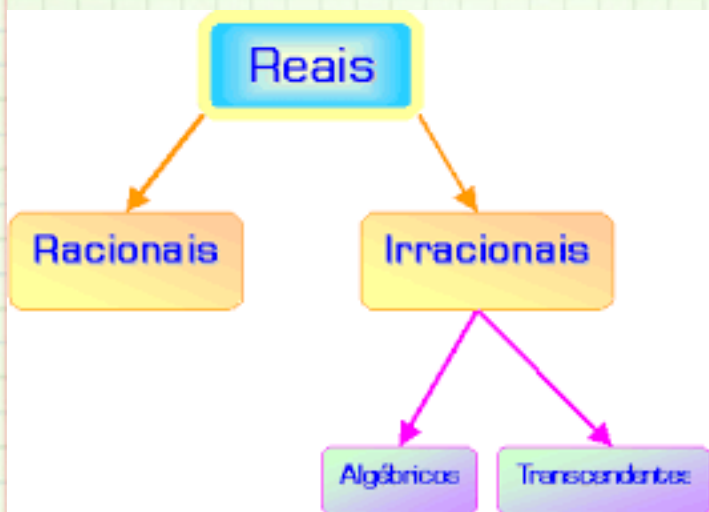 Reais
Racionais
Irracionais
Algébricos
Transcendentes